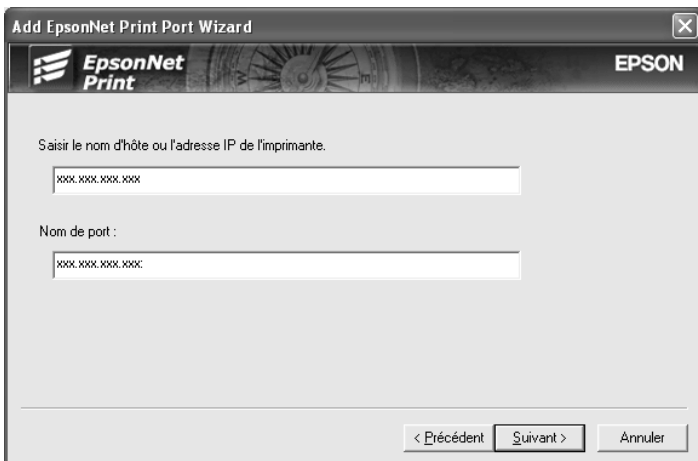 Add EpsonNet Print Port Wizard
EpsonNet
Print
EPSON
Saisir le nom d'hôte ou l'adresse IP de l'imprimante.
xxx.xxx.xxx.xxx
Nom de port :
xxx.xxx.xxx.xxx:
< Précédent
Suivant >
Annuler